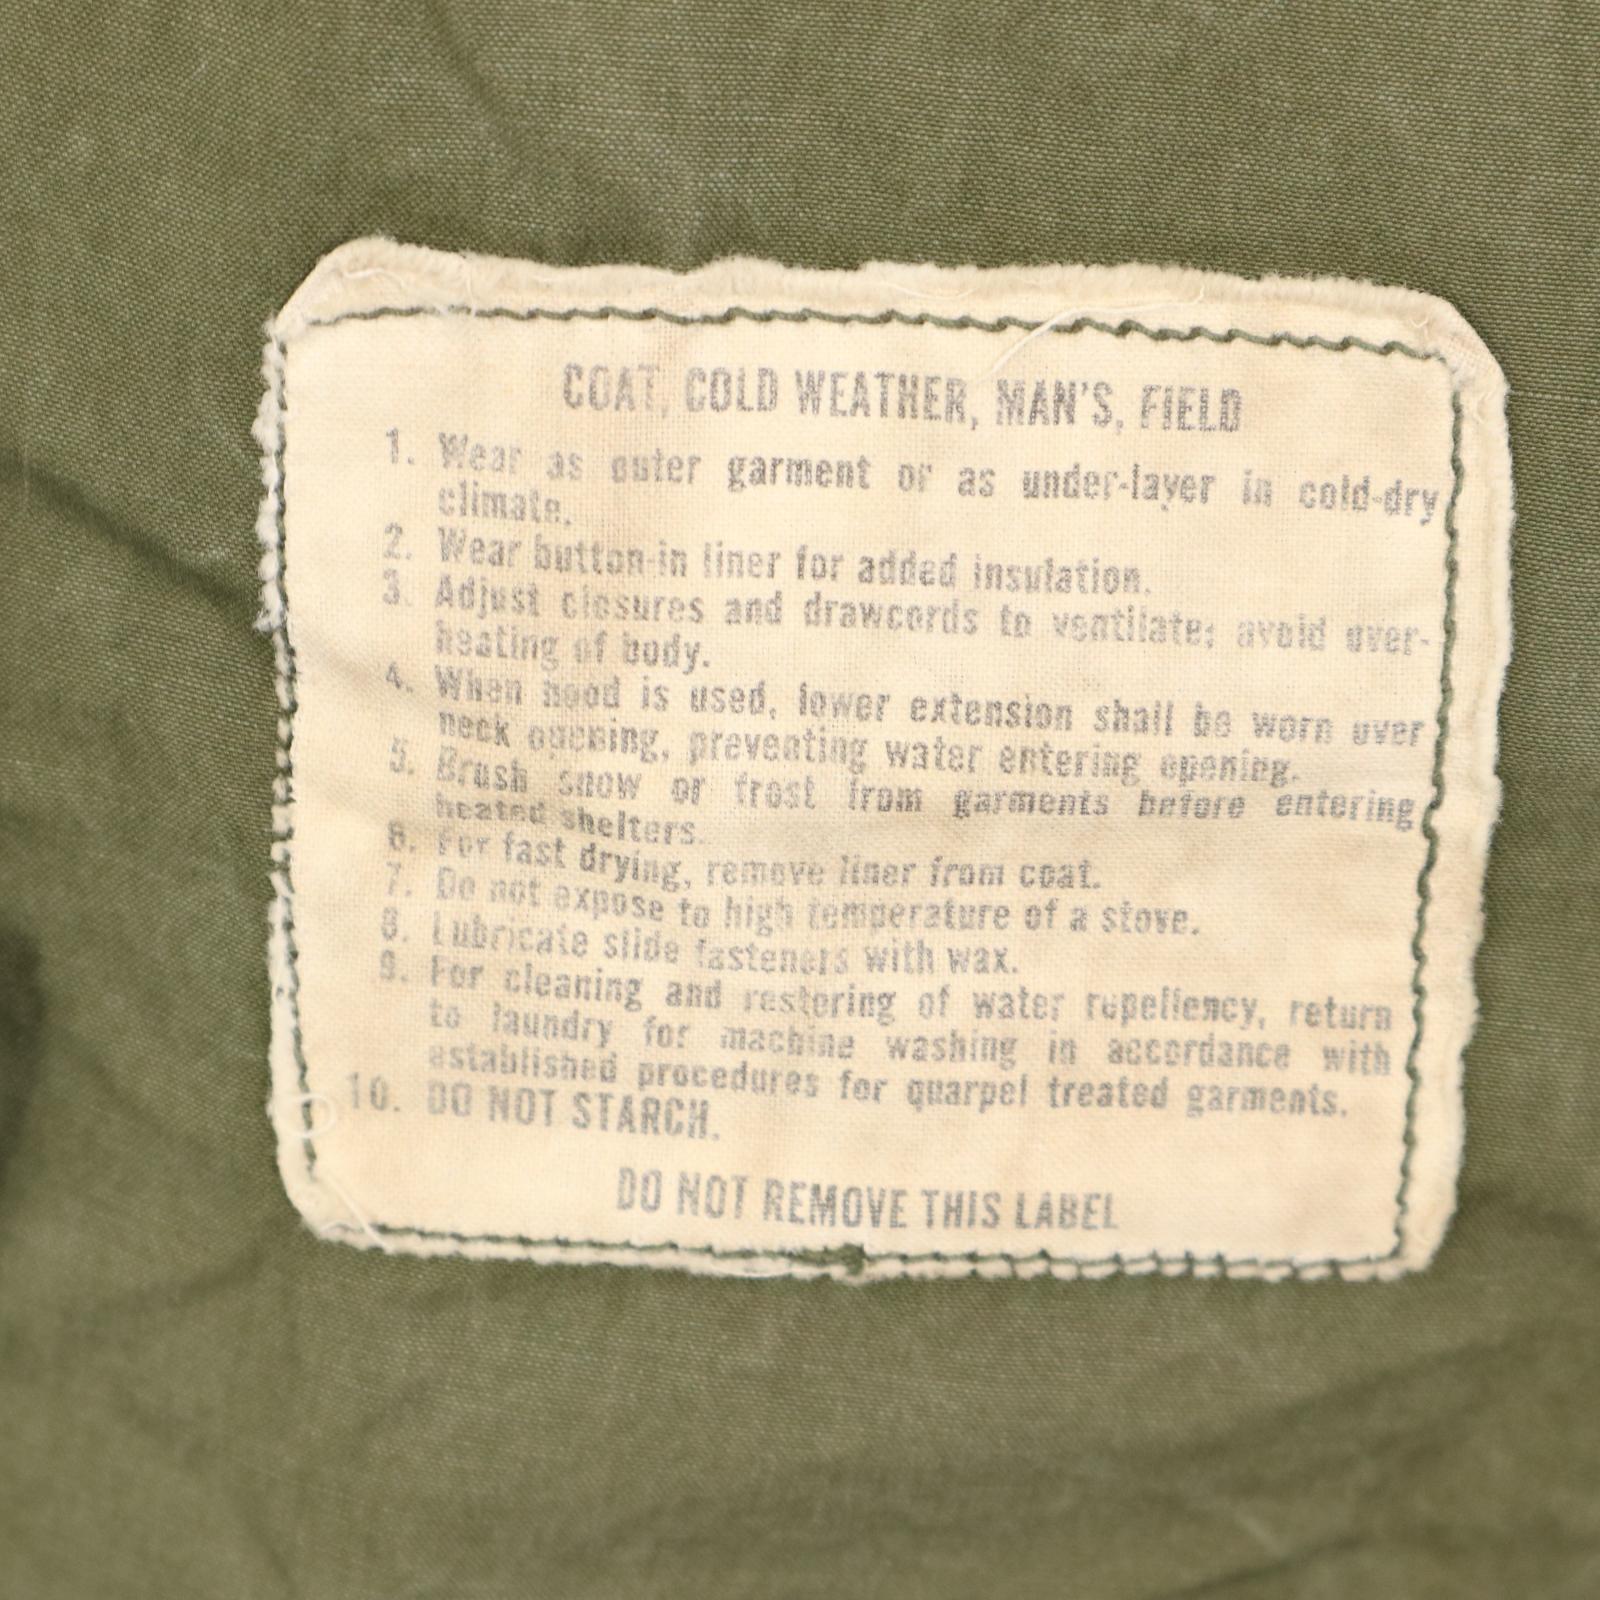 COAT, COLD WEATHER, MAN'S, FIELD
1. Wear as outer garment or as under-layer in cold-dry
climate.
2. Wear button-in liner for added insulation.
3. Adjust closures and drawcords to ventilate; avoid over-
heating of body.
4. When hood is used, lower extension shall be worn over
neck opening, preventing water entering opening.
5. Brush snow or frost from garments before entering
heated shelters.
6. For fast drying, remove liner from coat.
7. Do not expose to high temperature of a stove.
8. Lubricate slide fasteners with wax.
9. For cleaning and restoring of water repellency, return
to laundry for machine washing in accordance with
established procedures for quarpel treated garments.
10. DO NOT STARCH.
DO NOT REMOVE THIS LABEL